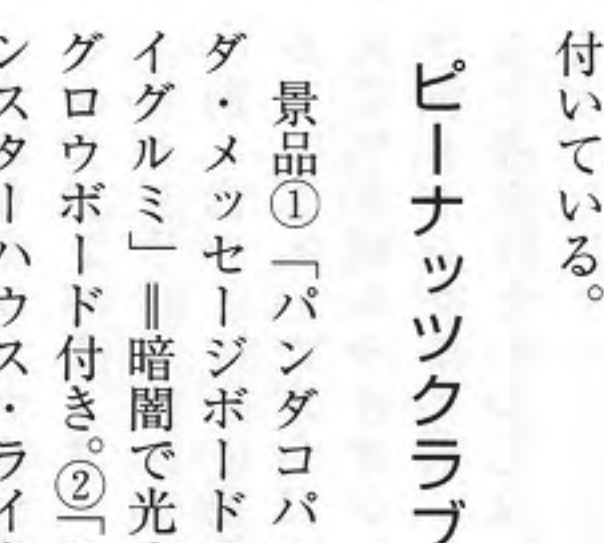 付いている。
ピーナッツクラブ
景品①「パンダコパ
ダ・メッセージボード
イグルミ」＝暗闇で光
グロウボード付き。②「
ンスターハウス・ライ